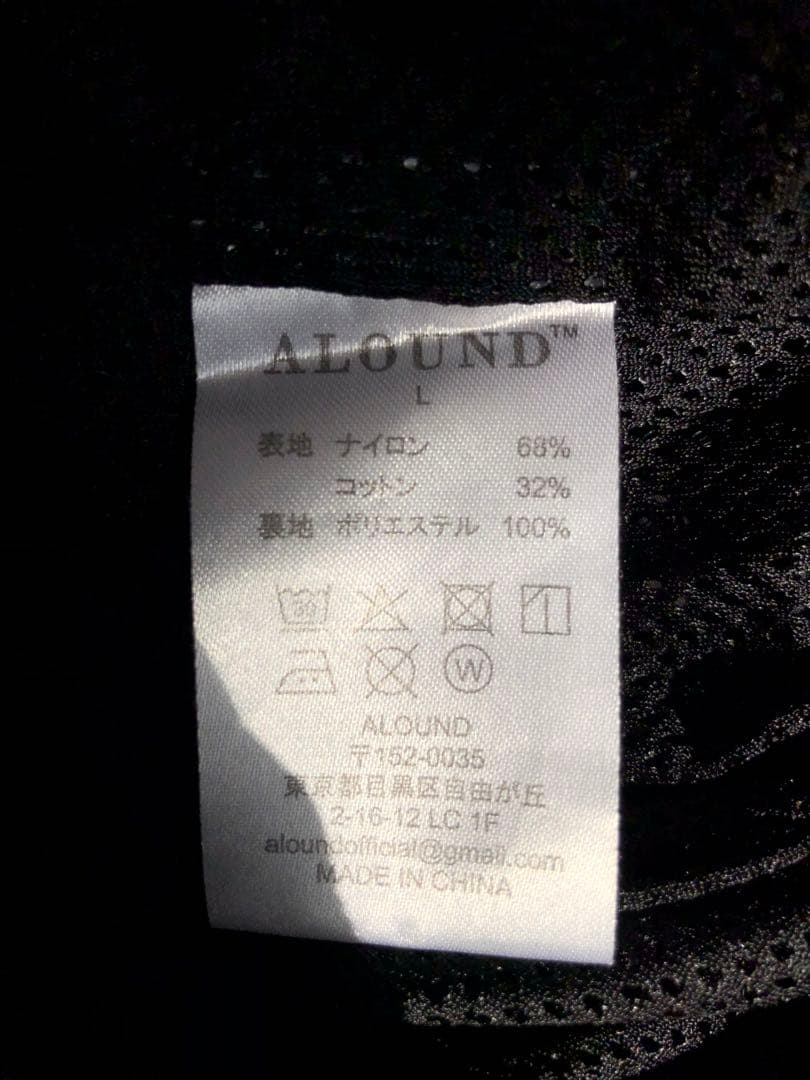 ALOUND™
L
表地 ナイロン 68%
コットン 32%
裏地 ポリエステル 100%
30
W
ALOUND
〒152-0035
東京都目黒区自由が丘
2-16-12 LC 1F
aloundofficial@gmail.com
MADE IN CHINA